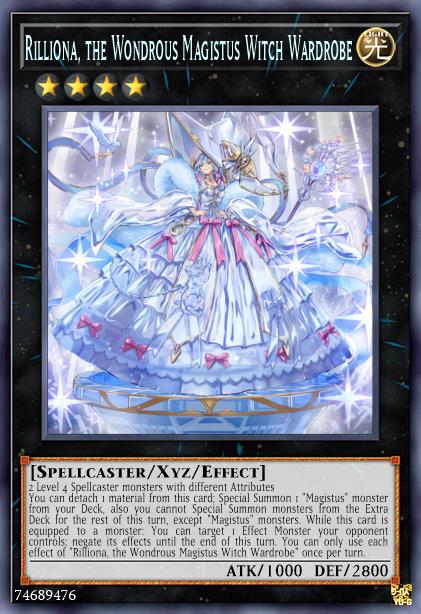 Rilliona, the Wondrous Magistus Witch Wardrobe
LIGHT
光
[Spellcaster/Xyz/Effect]
2 Level 4 Spellcaster monsters with different Attributes
You can detach 1 material from this card; Special Summon 1 "Magistus" monster
from your Deck, also you cannot Special Summon monsters from the Extra
Deck for the rest of this turn, except "Magistus" monsters. While this card is
equipped to a monster: You can target 1 Effect Monster your opponent
controls; negate its effects until the end of this turn. You can only use each
effect of "Rilliona, the Wondrous Magistus Witch Wardrobe" once per turn.
ATK/1000 DEF/2800
74689476